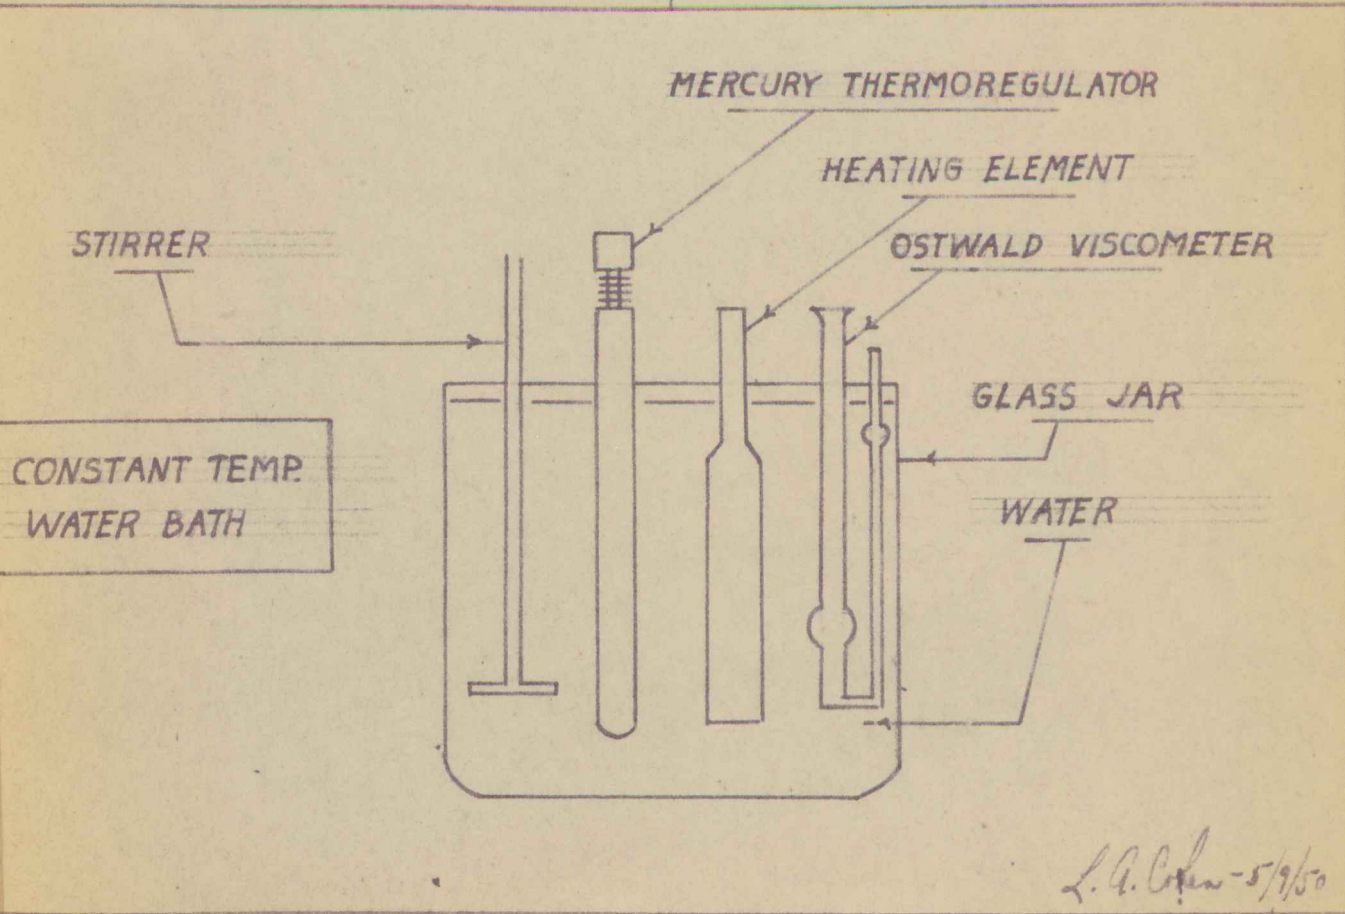 MERCURY THERMOREGULATOR
HEATING ELEMENT
STIRRER
OSTWALD VISCOMETER
GLASS JAR
CONSTANT TEMP.
WATER BATH
WATER
L. A. Cohen - 5/9/50